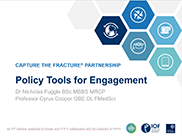 CAPTURE THE FRACTURE® PARTNERSHIP
Policy Tools for Engagement
Dr Nicholas Fuggle BSc MBBS MRCP
Professor Cyrus Cooper OBE DL FMedSci
IOF